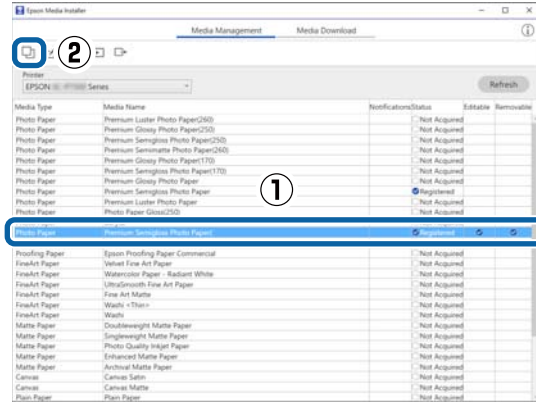 Epson Media Installer
Media Management Media Download
②
Printer
EPSON Series
Refresh
Media Type Media Name Notifications Status Editable Removable
Photo Paper Premium Luster Photo Paper(260) Not Acquired
Photo Paper Premium Glossy Photo Paper(250) Not Acquired
Photo Paper Premium Semigloss Photo Paper(250) Not Acquired
Photo Paper Premium Semimatte Photo Paper(260) Not Acquired
Photo Paper Premium Glossy Photo Paper(170) Not Acquired
Photo Paper Premium Semigloss Photo Paper(170) Not Acquired
Photo Paper Premium Glossy Photo Paper Not Acquired
Photo Paper Premium Semigloss Photo Paper Registered
①
Photo Paper Premium Luster Photo Paper Not Acquired
Photo Paper Photo Paper Gloss(250) Not Acquired
Photo Paper Premium Semigloss Photo Paper Registered
Proofing Paper Epson Proofing Paper Commercial Not Acquired
FineArt Paper Velvet Fine Art Paper Not Acquired
FineArt Paper Watercolor Paper - Radiant White Not Acquired
FineArt Paper UltraSmooth Fine Art Paper Not Acquired
FineArt Paper Fine Art Matte Not Acquired
FineArt Paper Washi <Thin> Not Acquired
FineArt Paper Washi Not Acquired
Matte Paper Doubleweight Matte Paper Not Acquired
Matte Paper Singleweight Matte Paper Not Acquired
Matte Paper Photo Quality Inkjet Paper Not Acquired
Matte Paper Enhanced Matte Paper Not Acquired
Matte Paper Archival Matte Paper Not Acquired
Canvas Canvas Satin Not Acquired
Canvas Canvas Matte Not Acquired
Plain Paper Plain Paper Not Acquired